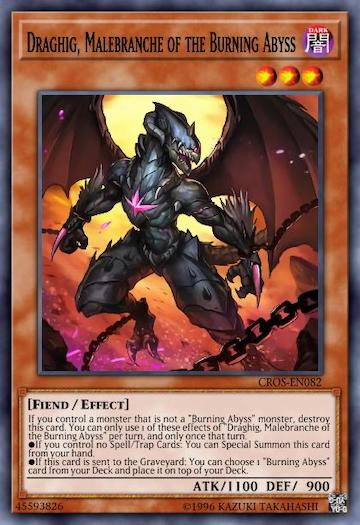 Draghig, Malebranche of the Burning Abyss
DARK
闇
CROS-EN082
[Fiend / Effect]
If you control a monster that is not a "Burning Abyss" monster, destroy
this card. You can only use 1 of these effects of "Draghig, Malebranche of
the Burning Abyss" per turn, and only once that turn.
●If you control no Spell/Trap Cards: You can Special Summon this card
from your hand.
●If this card is sent to the Graveyard: You can choose 1 "Burning Abyss"
card from your Deck and place it on top of your Deck.
ATK/1100 DEF/ 900
45593826
©1996 KAZUKI TAKAHASHI